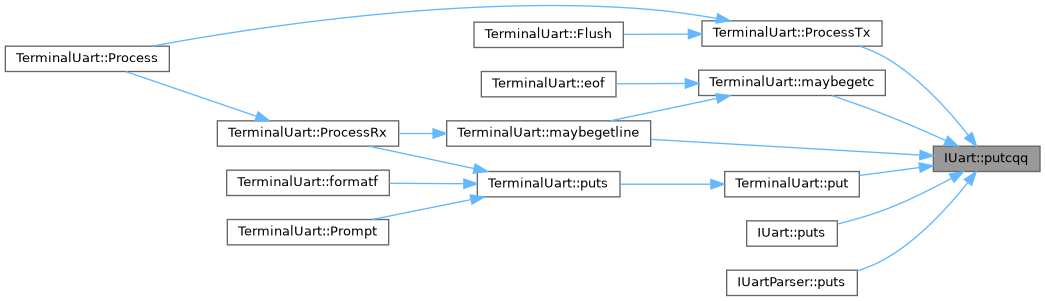 TerminalUart::Process
TerminalUart::Flush
TerminalUart::ProcessTx
TerminalUart::eof
TerminalUart::maybegetc
TerminalUart::ProcessRx
TerminalUart::maybegetline
IUart::putcqq
TerminalUart::formatf
TerminalUart::puts
TerminalUart::put
TerminalUart::Prompt
IUart::puts
IUartParser::puts